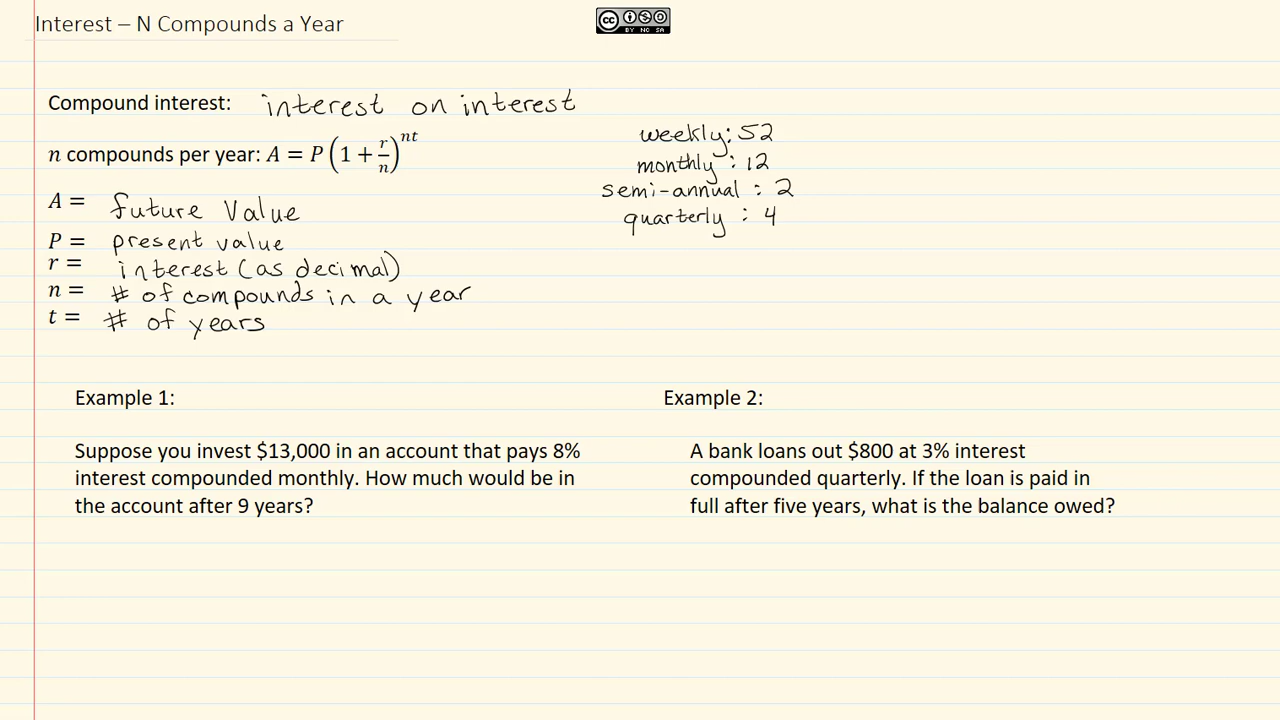 Interest – N Compounds a Year
CC BY NC SA
Compound interest: interest on interest
n compounds per year: A = P(1 + r/n)^nt
weekly: 52
monthly : 12
semi-annual : 2
quarterly : 4
A = future Value
P = present value
r = interest (as decimal)
n = # of compounds in a year
t = # of years
Example 1:
Suppose you invest $13,000 in an account that pays 8%
interest compounded monthly. How much would be in
the account after 9 years?
Example 2:
A bank loans out $800 at 3% interest
compounded quarterly. If the loan is paid in
full after five years, what is the balance owed?